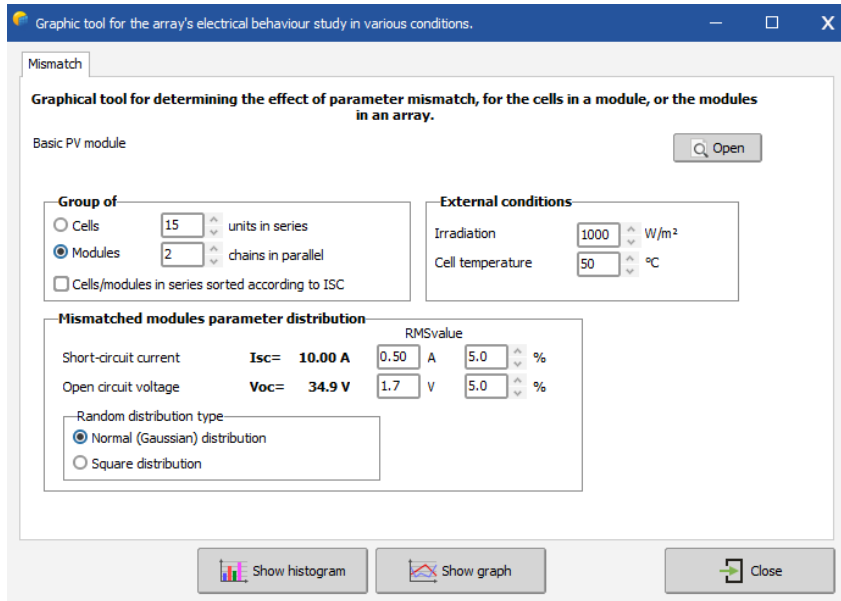 Graphic tool for the array's electrical behaviour study in various conditions.
Mismatch
Graphical tool for determining the effect of parameter mismatch, for the cells in a module, or the modules
in an array.
Basic PV module
Open
Group of
Cells 15 units in series
Modules 2 chains in parallel
Cells/modules in series sorted according to ISC
External conditions
Irradiation 1000 W/m²
Cell temperature 50 °C
Mismatched modules parameter distribution
RMSvalue
Short-circuit current Isc= 10.00 A 0.50 A 5.0 %
Open circuit voltage Voc= 34.9 V 1.7 V 5.0 %
Random distribution type
Normal (Gaussian) distribution
Square distribution
Show histogram Show graph Close